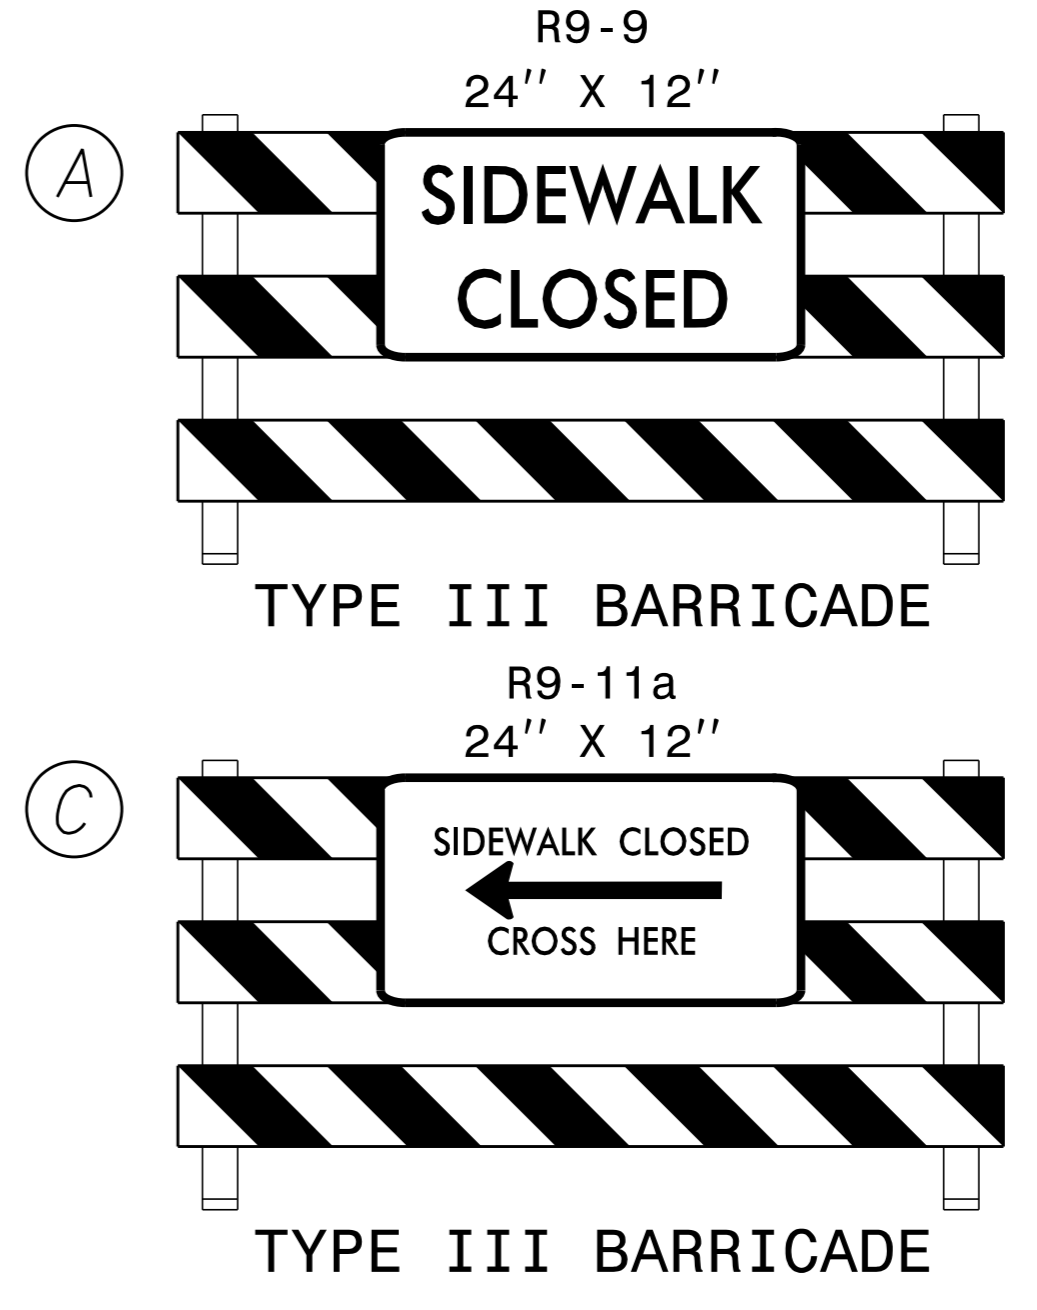 R9-9
24" X 12"
A
SIDEWALK
CLOSED
TYPE III BARRICADE
R9-11a
24" X 12"
C
SIDEWALK CLOSED
CROSS HERE
TYPE III BARRICADE